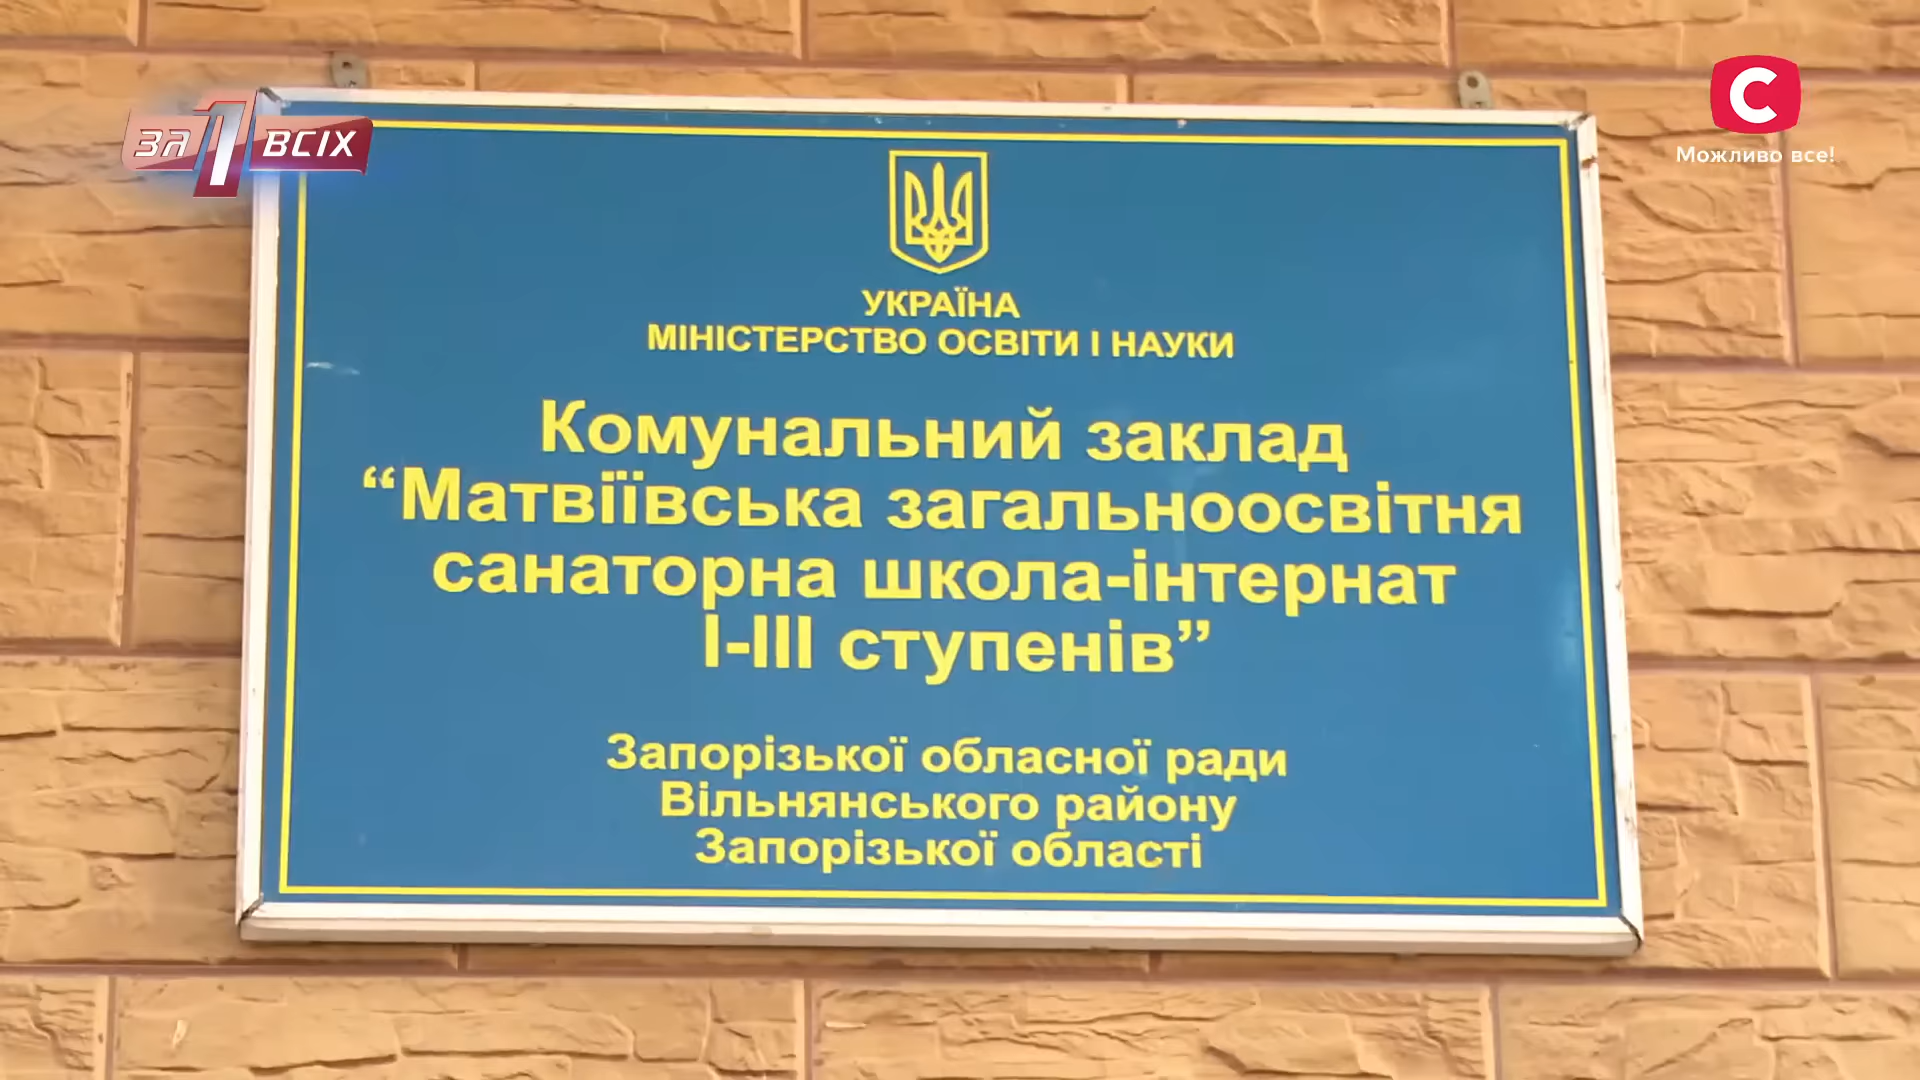 ЗА 1 ВСІХ
С
Можливо все!
УКРАЇНА
МІНІСТЕРСТВО ОСВІТИ І НАУКИ
Комунальний заклад
“Матвіївська загальноосвітня
санаторна школа-інтернат
І-ІІІ ступенів”
Запорізької обласної ради
Вільнянського району
Запорізької області